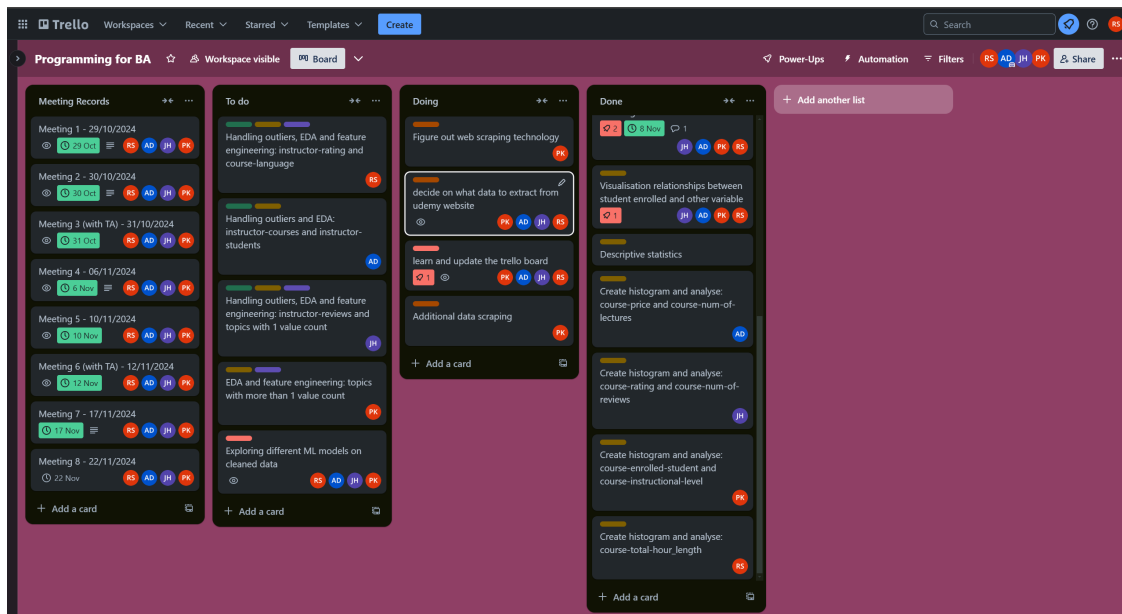 Trello
Workspaces
Recent
Starred
Templates
Create
Search
RS
Programming for BA
Workspace visible
Board
Power-Ups
Automation
Filters
RS AD JH PK
Share
Meeting Records
Meeting 1 - 29/10/2024
29 Oct
RS AD JH PK
Meeting 2 - 30/10/2024
30 Oct
RS AD JH PK
Meeting 3 (with TA) - 31/10/2024
31 Oct
RS AD JH PK
Meeting 4 - 06/11/2024
6 Nov
RS AD JH PK
Meeting 5 - 10/11/2024
10 Nov
RS AD JH PK
Meeting 6 (with TA) - 12/11/2024
12 Nov
RS AD JH PK
Meeting 7 - 17/11/2024
17 Nov
RS AD JH PK
Meeting 8 - 22/11/2024
22 Nov
RS AD JH PK
+ Add a card
To do
Handling outliers, EDA and feature
engineering: instructor-rating and
course-language
RS
Handling outliers and EDA:
instructor-courses and instructor-
students
AD
Handling outliers, EDA and feature
engineering: instructor-reviews and
topics with 1 value count
JH
EDA and feature engineering: topics
with more than 1 value count
PK
Exploring different ML models on
cleaned data
RS AD JH PK
+ Add a card
Doing
Figure out web scraping technology
PK
decide on what data to extract from
udemy website
PK AD JH RS
learn and update the trello board
1
PK AD JH RS
Additional data scraping
PK
+ Add a card
Done
2
8 Nov
1
JH AD PK RS
Visualisation relationships between
student enrolled and other variable
1
JH AD PK RS
Descriptive statistics
Create histogram and analyse:
course-price and course-num-of-
lectures
AD
Create histogram and analyse:
course-rating and course-num-of-
reviews
JH
Create histogram and analyse:
course-enrolled-student and
course-instructional-level
PK
Create histogram and analyse:
course-total-hour_length
RS
+ Add a card
+ Add another list